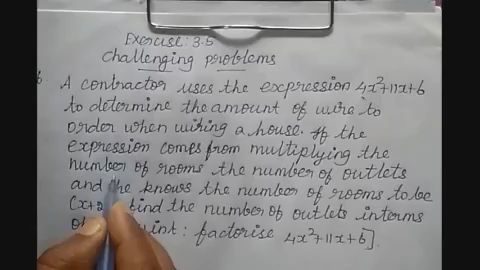 Exercise: 3.5
challenging problems
6. A contractor uses the expression 4x²+11x+6
to determine the amount of wire to
order when wiring a house. If the
expression comes from multiplying the
number of rooms the number of outlets
and he knows the number of rooms to be
(x+2) find the number of outlets interms
of hint: factorise 4x²+11x+6].